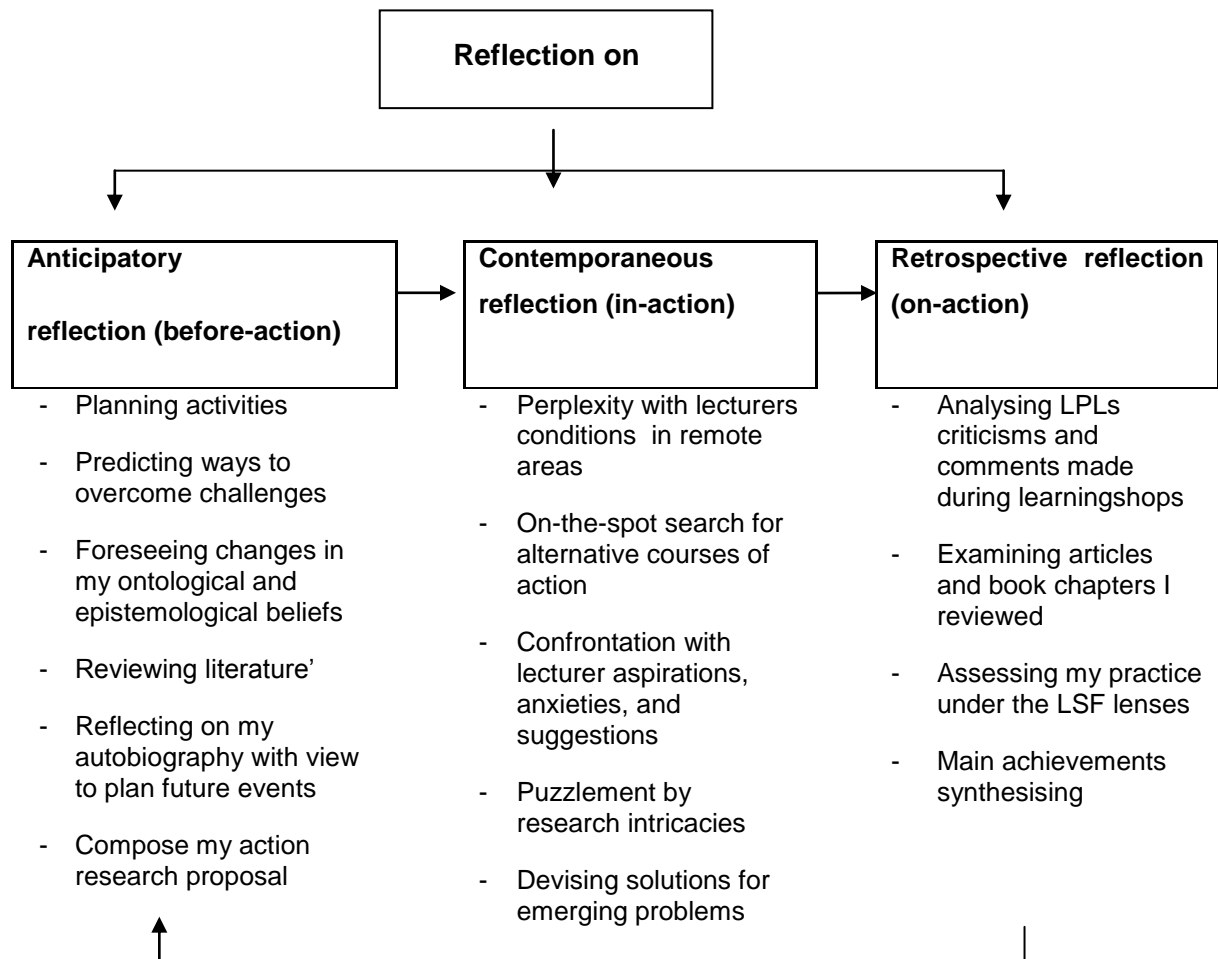 Reflection on
Anticipatory
reflection (before-action)
Contemporaneous
reflection (in-action)
Retrospective reflection
(on-action)
- Planning activities
- Predicting ways to
overcome challenges
- Foreseeing changes in
my ontological and
epistemological beliefs
- Reviewing literature’
- Reflecting on my
autobiography with view
to plan future events
- Compose my action
research proposal
- Perplexity with lecturers
conditions in remote
areas
- On-the-spot search for
alternative courses of
action
- Confrontation with
lecturer aspirations,
anxieties, and
suggestions
- Puzzlement by
research intricacies
- Devising solutions for
emerging problems
- Analysing LPLs
criticisms and
comments made
during learningshops
- Examining articles
and book chapters I
reviewed
- Assessing my practice
under the LSF lenses
- Main achievements
synthesising